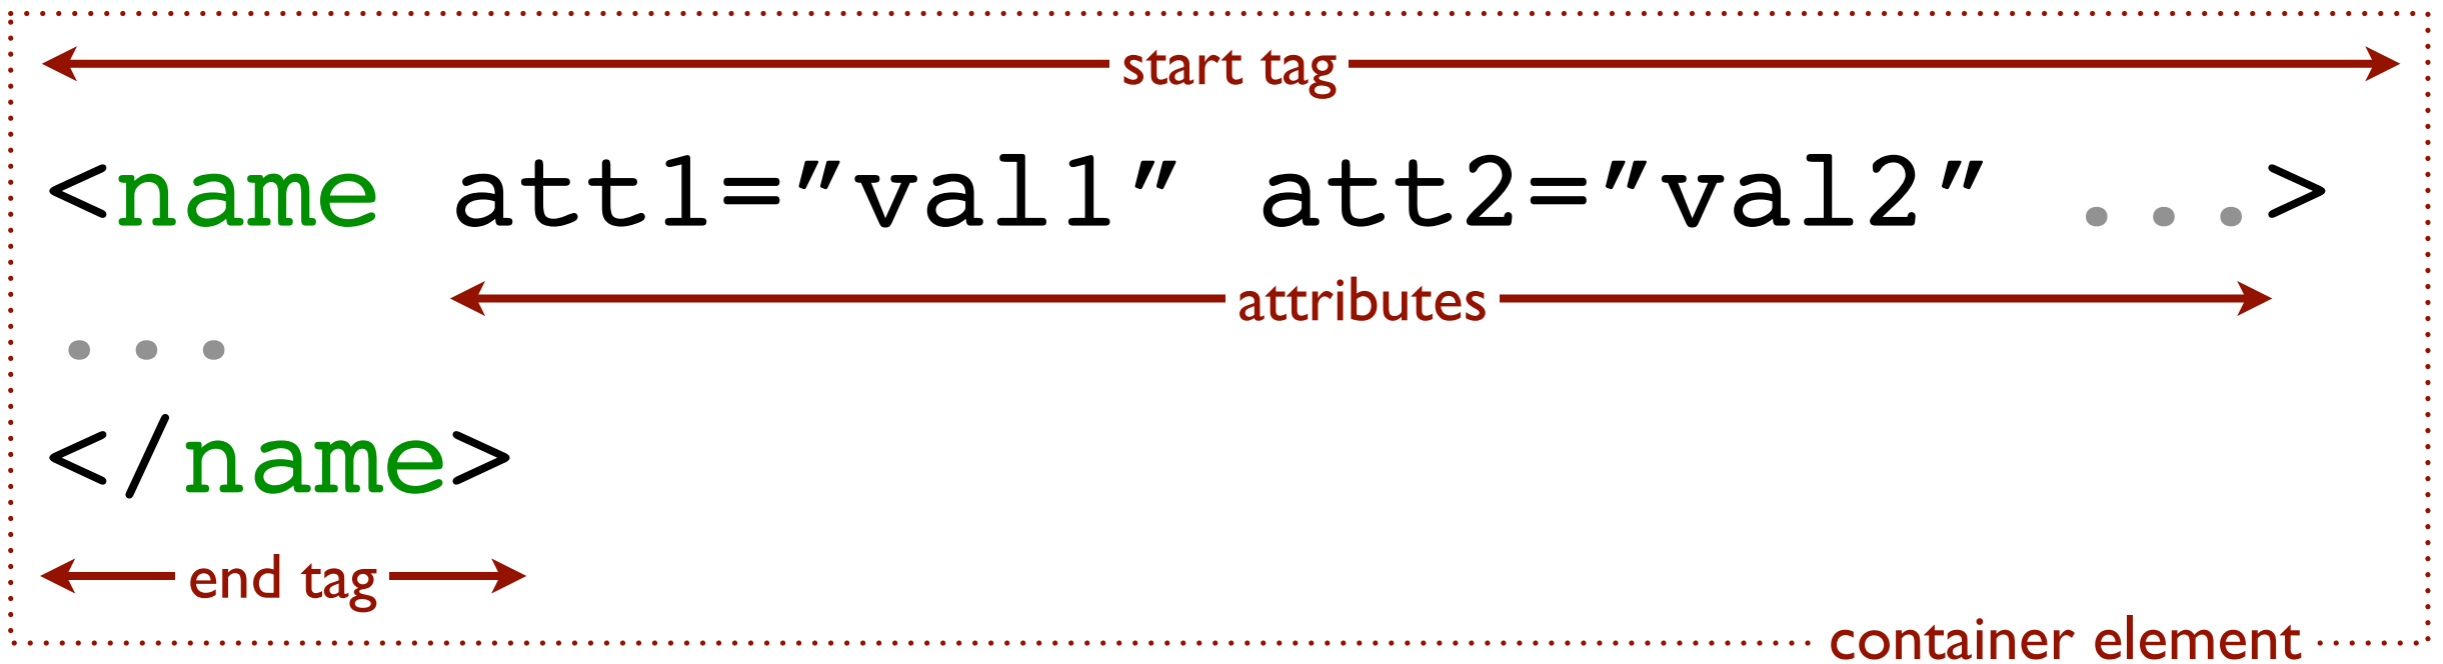 start tag
<name att1=”val1” att2=”val2” ...>
attributes
...
</name>
end tag
container element